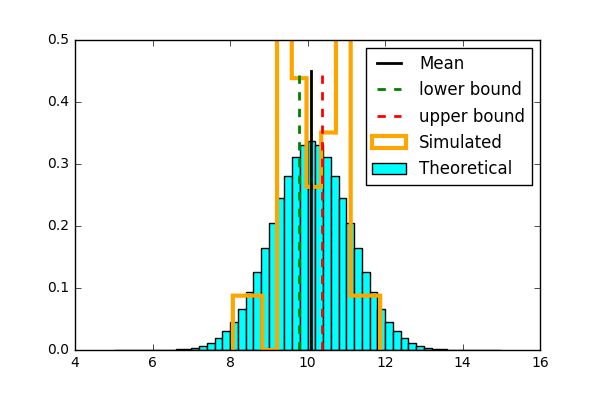 0.5
0.4
0.3
0.2
0.1
0.0
4 6 8 10 12 14 16
Mean
lower bound
upper bound
Simulated
Theoretical